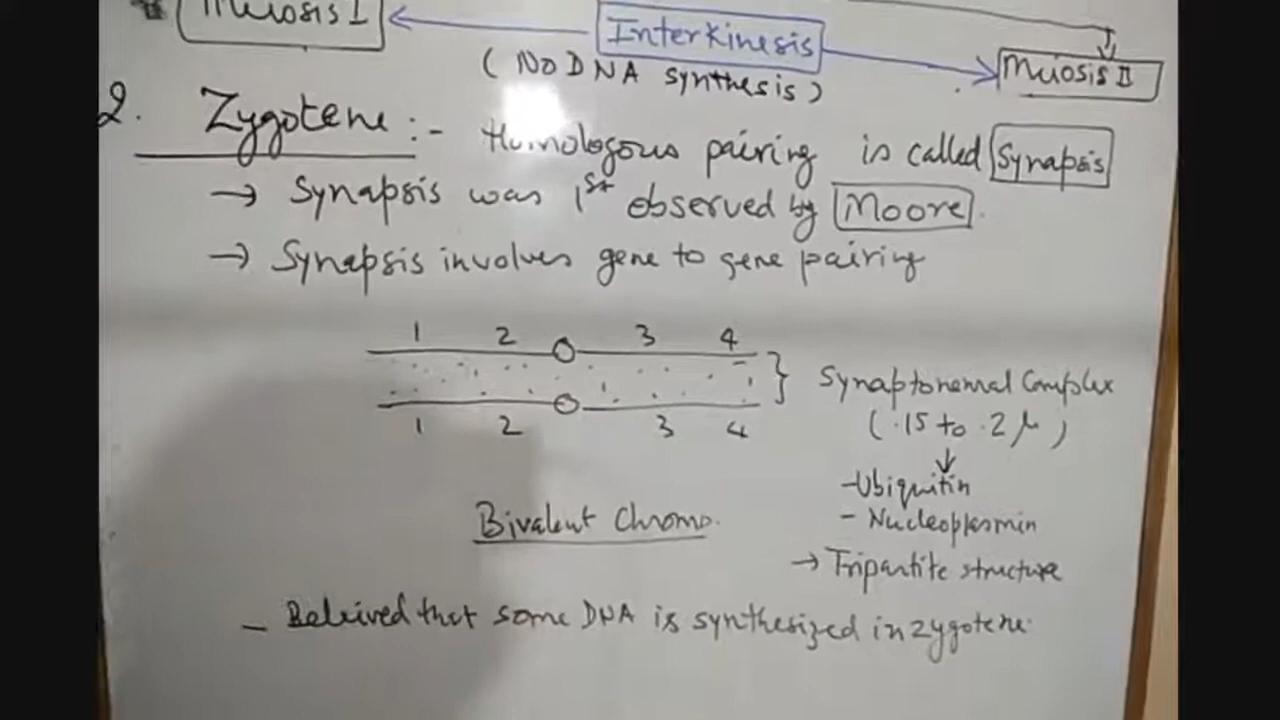 Meiosis I
Interkinesis
(NO DNA synthesis)
Muiosis II
2. Zygotene :- Homologous pairing is called Synapsis
→ Synapsis was 1st observed by Moore.
→ Synapsis involves gene to gene pairing
1 2 3 4
1 2 3 4
Synaptonemal Complex
(.15 to .2 μ)
- Ubiquitin
- Nucleoplasmin
→ Tripartite structure
Bivalent Chromo.
- Beleived that some DNA is synthesized in zygotene.